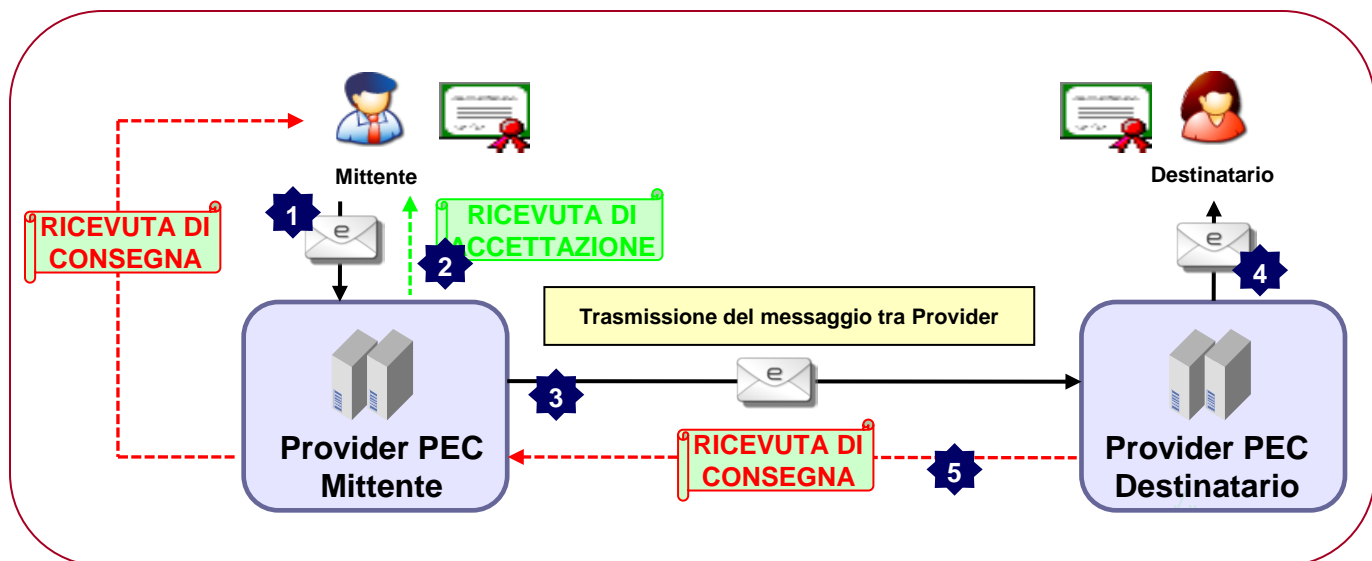 Mittente
Destinatario
RICEVUTA DI
CONSEGNA
1
e
RICEVUTA DI
ACCETTAZIONE
2
e
4
Trasmissione del messaggio tra Provider
3
e
Provider PEC
Mittente
RICEVUTA DI
CONSEGNA
5
Provider PEC
Destinatario